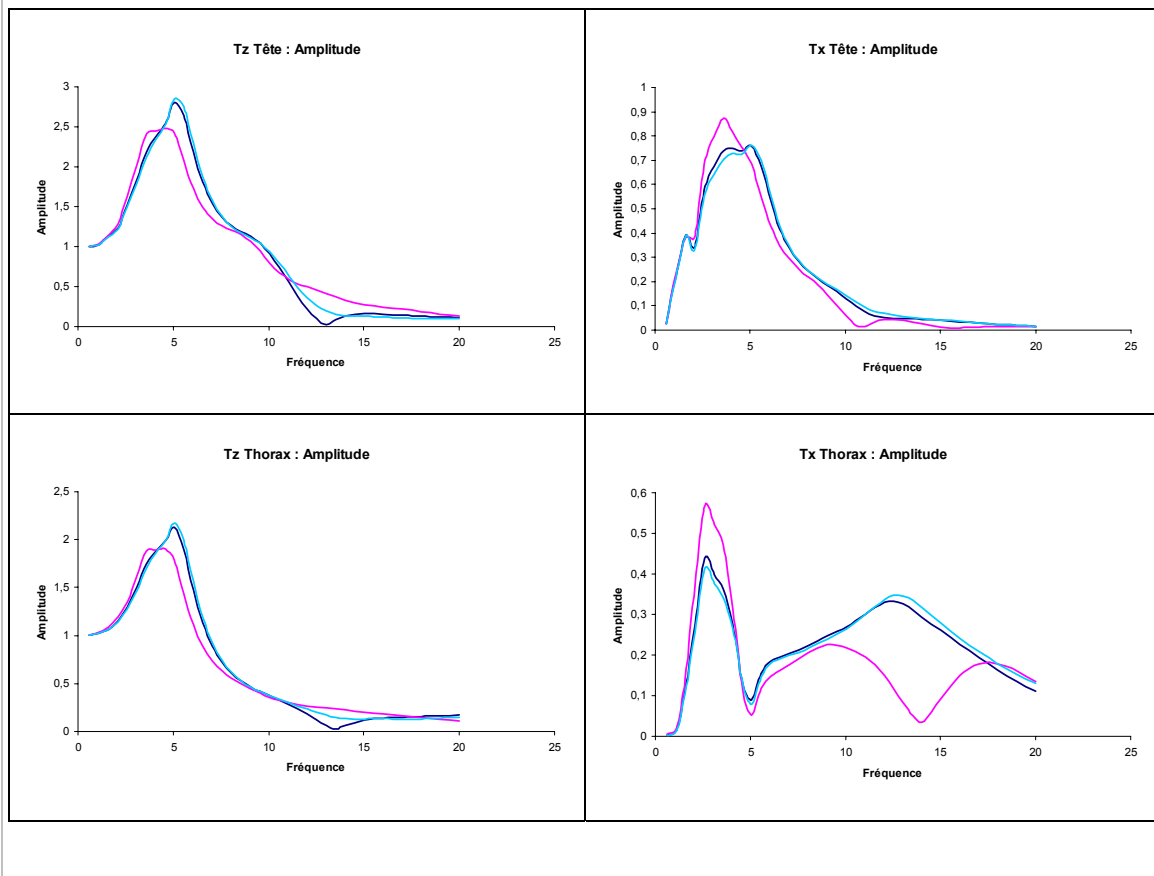 Tz Tête : Amplitude
3
2,5
2
1,5
1
0,5
0
0 5 10 15 20 25
Amplitude
Fréquence
Tx Tête : Amplitude
1
0,9
0,8
0,7
0,6
0,5
0,4
0,3
0,2
0,1
0
0 5 10 15 20 25
Amplitude
Fréquence
Tz Thorax : Amplitude
2,5
2
1,5
1
0,5
0
0 5 10 15 20 25
Amplitude
Fréquence
Tx Thorax : Amplitude
0,6
0,5
0,4
0,3
0,2
0,1
0
0 5 10 15 20 25
Amplitude
Fréquence